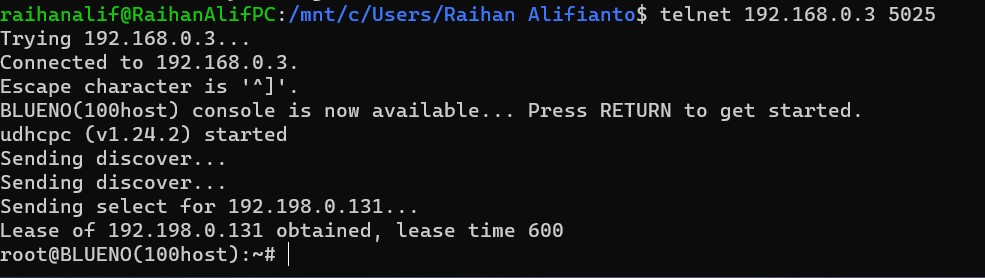 raihanalif@RaihanAlifPC:/mnt/c/Users/Raihan Alifianto$ telnet 192.168.0.3 5025
Trying 192.168.0.3...
Connected to 192.168.0.3.
Escape character is '^]'.
BLUENO(100host) console is now available... Press RETURN to get started.
udhcpc (v1.24.2) started
Sending discover...
Sending discover...
Sending select for 192.198.0.131...
Lease of 192.198.0.131 obtained, lease time 600
root@BLUENO(100host):~#